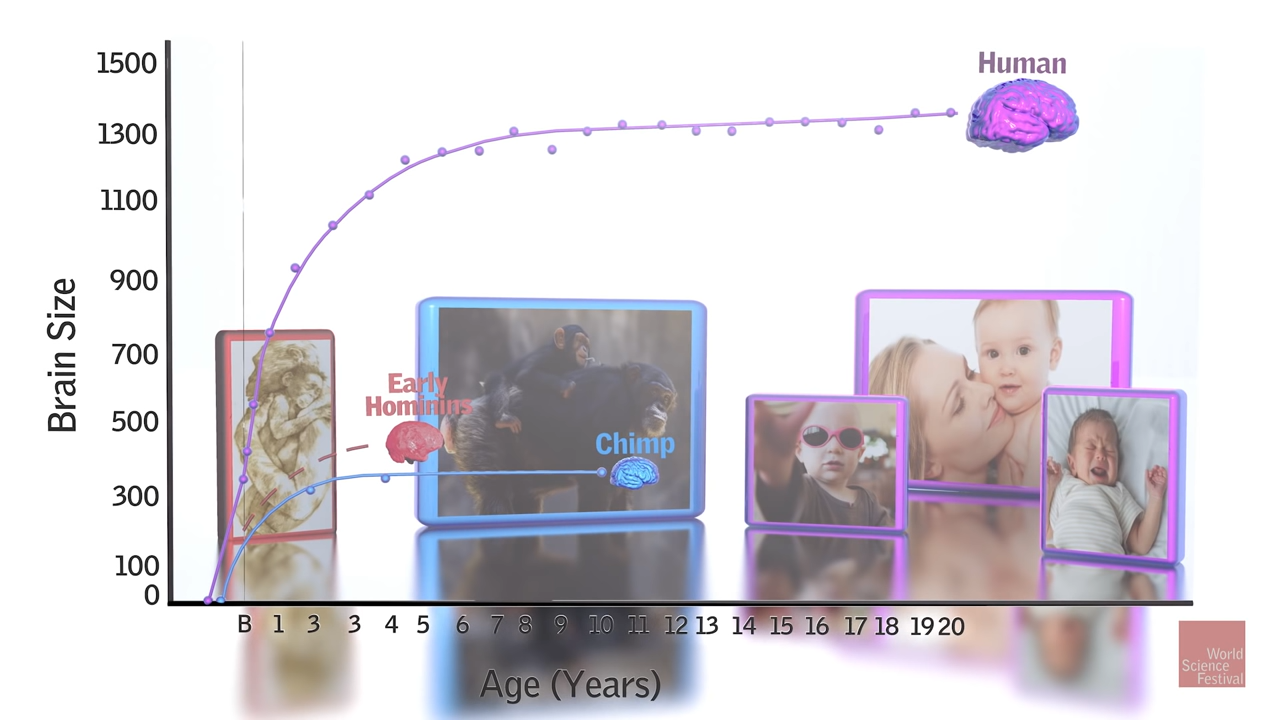 1500
1300
1100
900
700
500
300
100
0
Brain Size
Human
Early
Hominins
Chimp
B 1 3 3 4 5 6 7 8 9 10 11 12 13 14 15 16 17 18 19 20
Age (Years)
World
Science
Festival